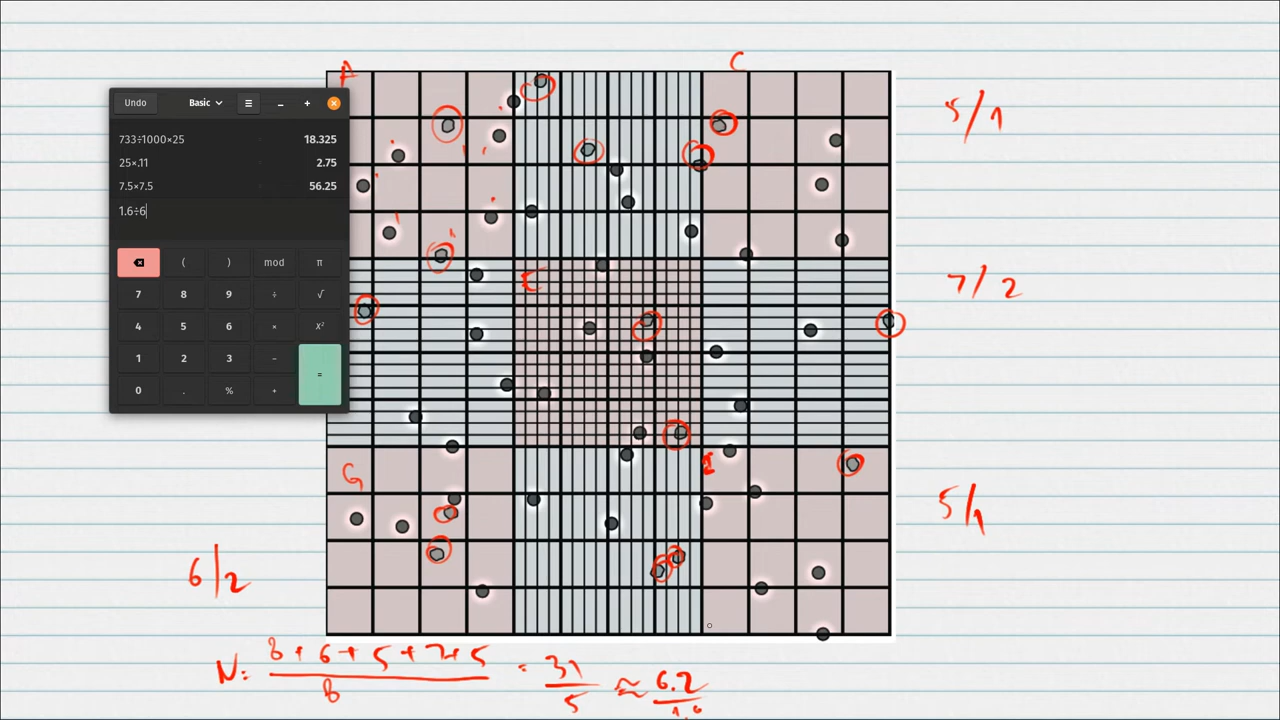 A
C
Undo Basic
733÷1000×25 18.325
25×.11 2.75
7.5×7.5 56.25
1.6÷6
( ) mod π
7 8 9 ÷ √
4 5 6 × X²
1 2 3 − =
0 . % +
5/1
E
7/2
G
I
5/1
6/2
N: 8 + 6 + 5 + 7 + 5
8
= 31
5
≈ 6.2
1.6